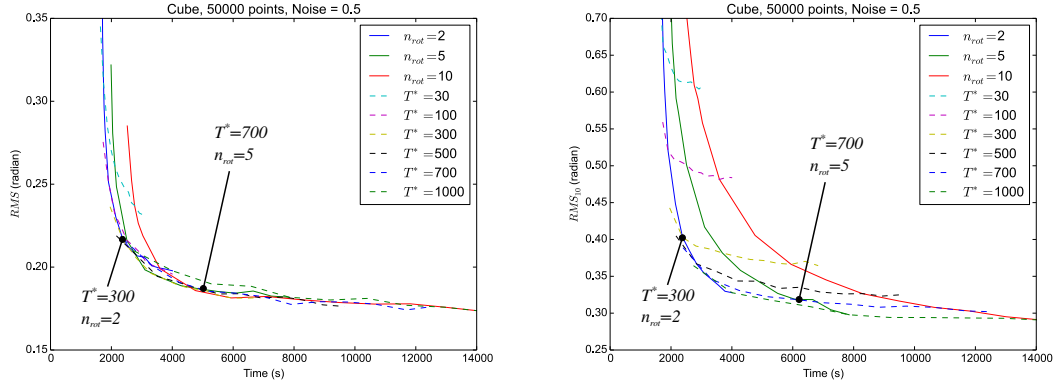 Cube, 50000 points, Noise = 0.5
0.35
0.30
0.25
0.20
0.15
RMS (radian)
0
2000
4000
6000
8000
10000
12000
14000
Time (s)
n_rot=2
n_rot=5
n_rot=10
T* =30
T* =100
T* =300
T* =500
T* =700
T* =1000
T*=700
n_rot=5
T*=300
n_rot=2
Cube, 50000 points, Noise = 0.5
0.70
0.65
0.60
0.55
0.50
0.45
0.40
0.35
0.30
0.25
RMS_10 (radian)
0
2000
4000
6000
8000
10000
12000
14000
Time (s)
n_rot=2
n_rot=5
n_rot=10
T* =30
T* =100
T* =300
T* =500
T* =700
T* =1000
T*=700
n_rot=5
T*=300
n_rot=2